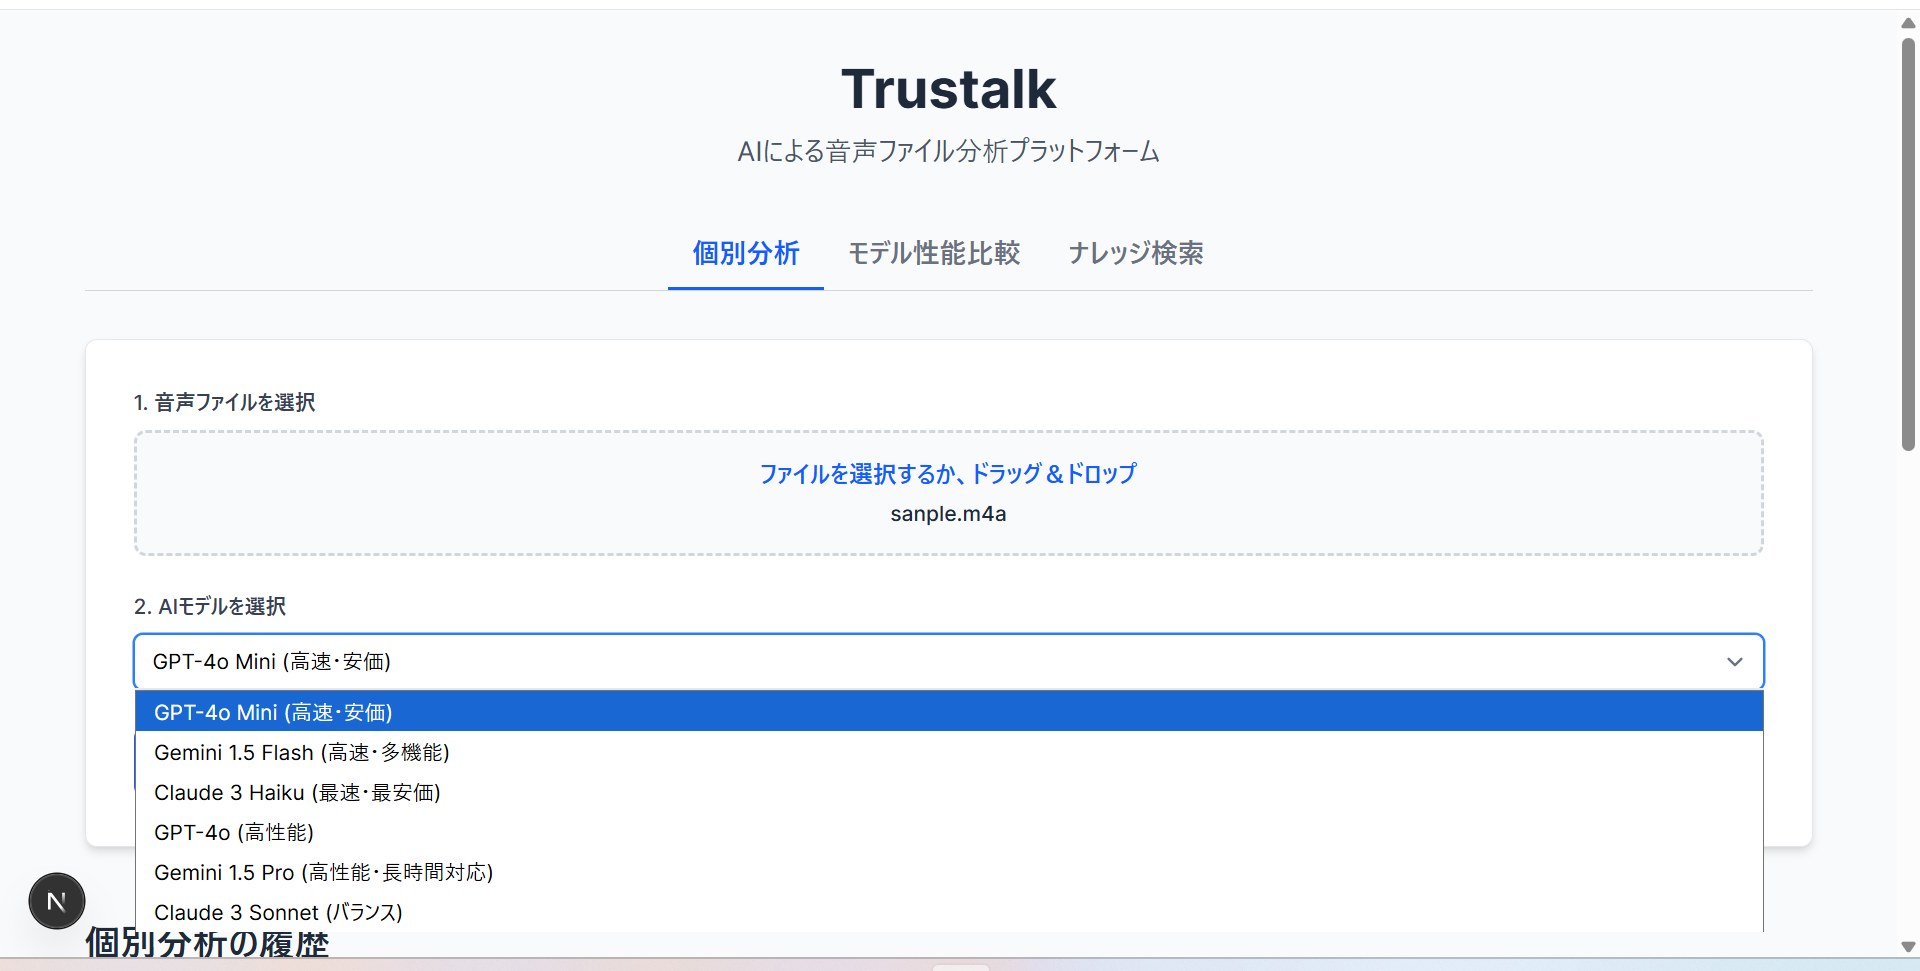 Trustalk
AIによる音声ファイル分析プラットフォーム
個別分析 モデル性能比較 ナレッジ検索
1. 音声ファイルを選択
ファイルを選択するか、ドラッグ&ドロップ
sanple.m4a
2. AIモデルを選択
GPT-4o Mini (高速・安価)
GPT-4o Mini (高速・安価)
Gemini 1.5 Flash (高速・多機能)
Claude 3 Haiku (最速・最安価)
GPT-4o (高性能)
Gemini 1.5 Pro (高性能・長時間対応)
Claude 3 Sonnet (バランス)
N
個別分析の履歴